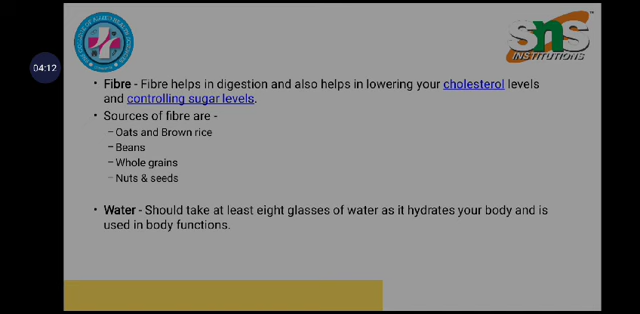 SNS
INSTITUTIONS
04:12
• Fibre - Fibre helps in digestion and also helps in lowering your cholesterol levels
and controlling sugar levels.
• Sources of fibre are -
– Oats and Brown rice
– Beans
– Whole grains
– Nuts & seeds
• Water - Should take at least eight glasses of water as it hydrates your body and is
used in body functions.